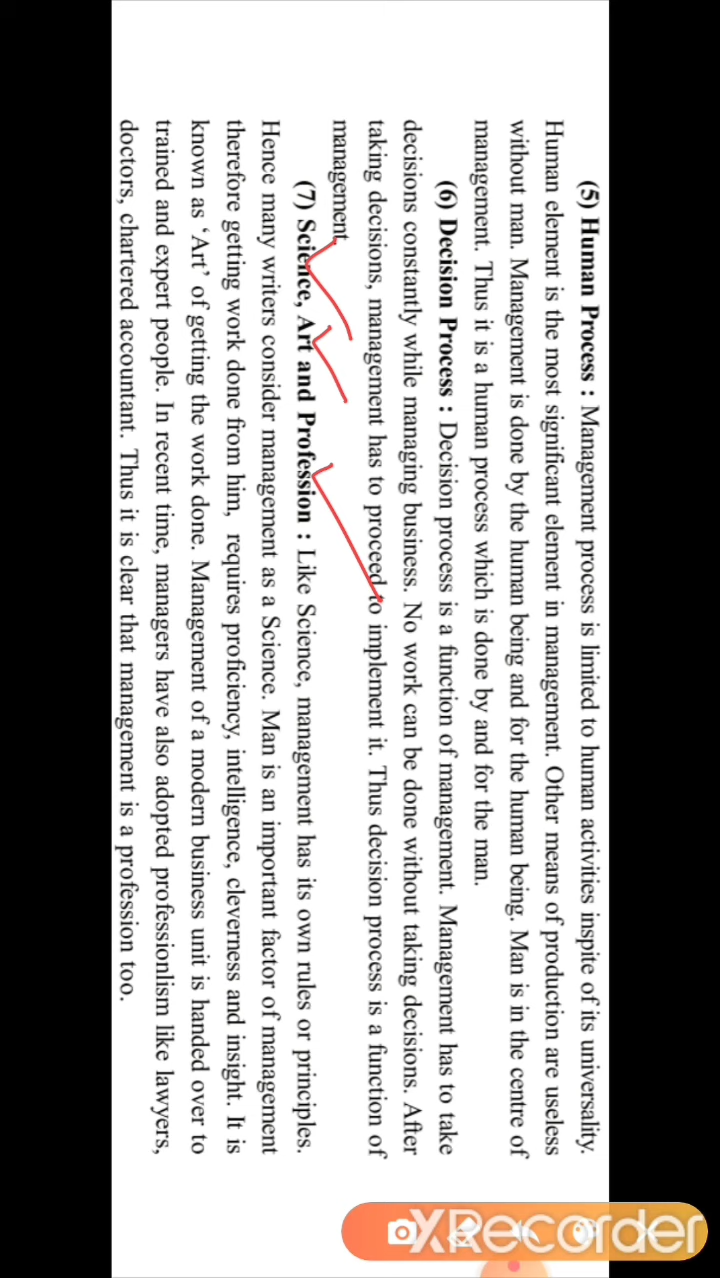 (5) Human Process : Management process is limited to human activities inspite of its universality.
Human element is the most significant element in management. Other means of production are useless
without man. Management is done by the human being and for the human being. Man is in the centre of
management. Thus it is a human process which is done by and for the man.
(6) Decision Process : Decision process is a function of management. Management has to take
decisions constantly while managing business. No work can be done without taking decisions. After
taking decisions, management has to proceed to implement it. Thus decision process is a function of
management.
(7) Science, Art and Profession : Like Science, management has its own rules or principles.
Hence many writers consider management as a Science. Man is an important factor of management
therefore getting work done from him, requires proficiency, intelligence, cleverness and insight. It is
known as ‘Art’ of getting the work done. Management of a modern business unit is handed over to
trained and expert people. In recent time, managers have also adopted professionlism like lawyers,
doctors, chartered accountant. Thus it is clear that management is a profession too.
XRecorder